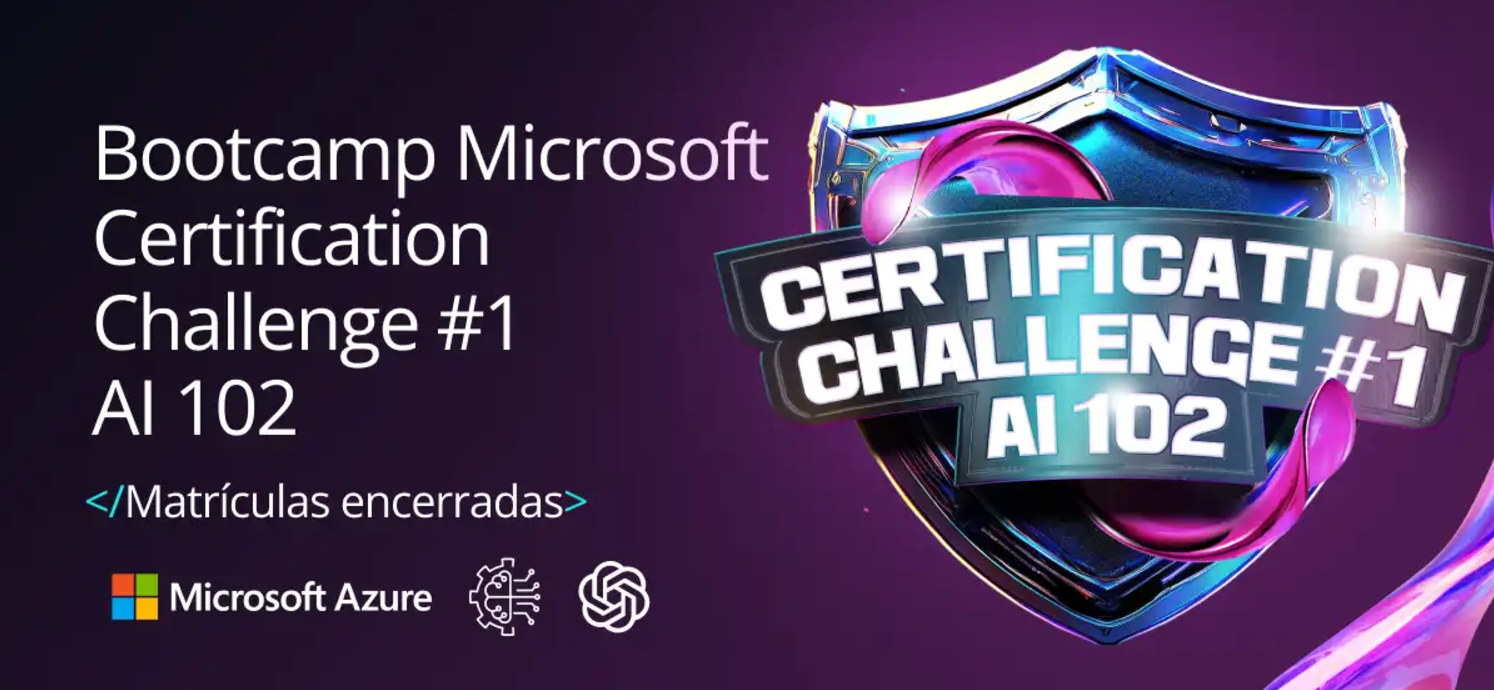 Bootcamp Microsoft
Certification
Challenge #1
AI 102
</Matrículas encerradas>
Microsoft Azure
CERTIFICATION
CHALLENGE #1
AI 102